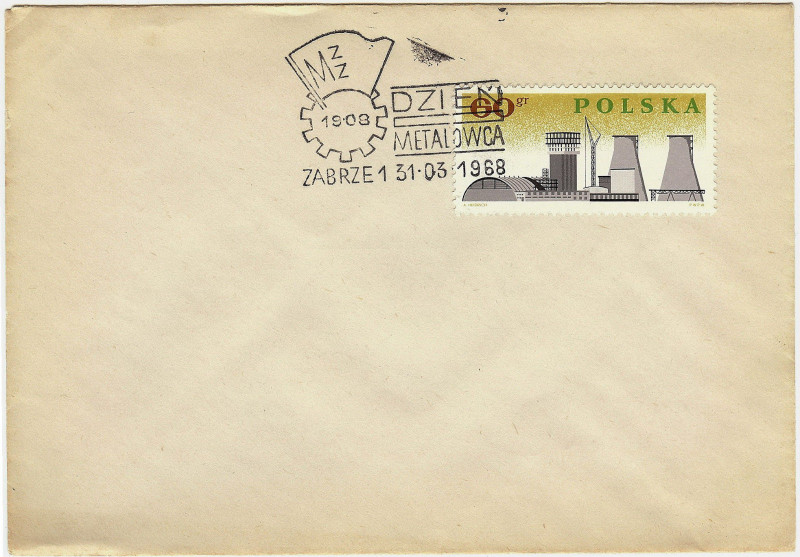 MZZ
1908
DZIEŃ
METALOWCA
ZABRZE 1 31·03·1968
60 gr POLSKA